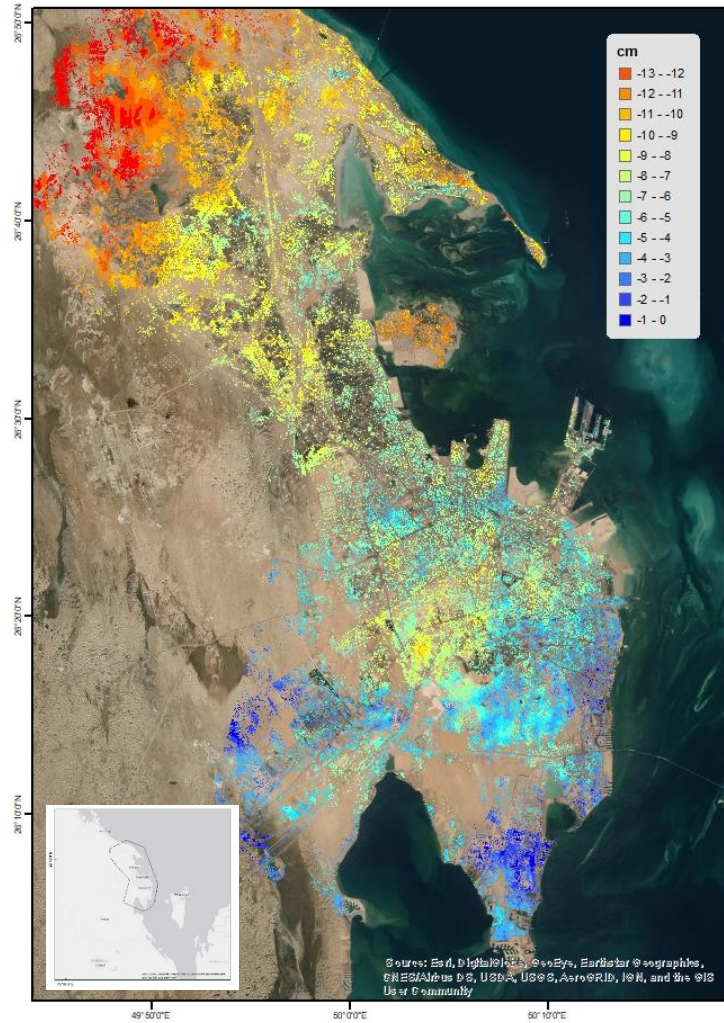 26°50'0"N
26°40'0"N
26°30'0"N
26°20'0"N
26°10'0"N
cm
-13 - -12
-12 - -11
-11 - -10
-10 - -9
-9 - -8
-8 - -7
-7 - -6
-6 - -5
-5 - -4
-4 - -3
-3 - -2
-2 - -1
-1 - 0
Source: Esri, DigitalGlobe, GeoEye, Earthstar Geographics,
CNES/Airbus DS, USDA, USGS, AeroGRID, IGN, and the GIS
User Community
49°50'0"E
50°0'0"E
50°10'0"E